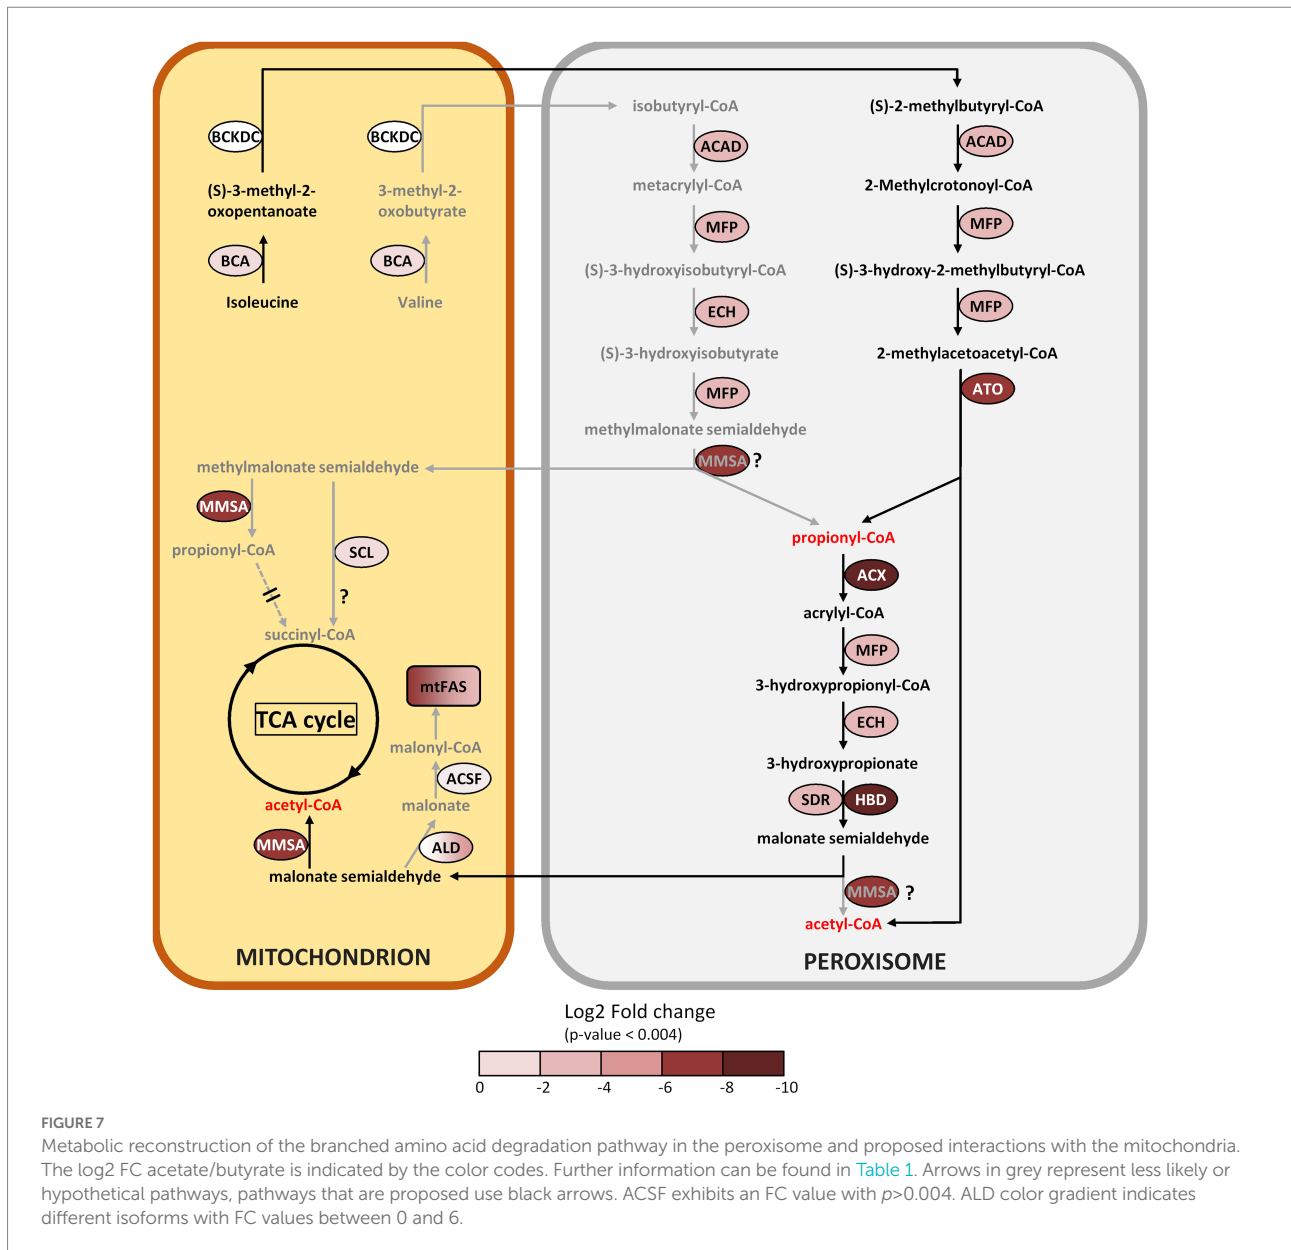 BCKDC
BCKDC
(S)-3-methyl-2-
oxopentanoate
3-methyl-2-
oxobutyrate
BCA
BCA
Isoleucine
Valine
methylmalonate semialdehyde
MMSA
propionyl-CoA
SCL
?
succinyl-CoA
TCA cycle
mtFAS
malonyl-CoA
ACSF
malonate
acetyl-CoA
MMSA
ALD
malonate semialdehyde
MITOCHONDRION
isobutyryl-CoA
ACAD
metacrylyl-CoA
MFP
(S)-3-hydroxyisobutyryl-CoA
ECH
(S)-3-hydroxyisobutyrate
MFP
methylmalonate semialdehyde
MMSA ?
(S)-2-methylbutyryl-CoA
ACAD
2-Methylcrotonoyl-CoA
MFP
(S)-3-hydroxy-2-methylbutyryl-CoA
MFP
2-methylacetoacetyl-CoA
ATO
propionyl-CoA
ACX
acrylyl-CoA
MFP
3-hydroxypropionyl-CoA
ECH
3-hydroxypropionate
SDR HBD
malonate semialdehyde
MMSA ?
acetyl-CoA
PEROXISOME
Log2 Fold change
(p-value < 0.004)
0 -2 -4 -6 -8 -10
FIGURE 7
Metabolic reconstruction of the branched amino acid degradation pathway in the peroxisome and proposed interactions with the mitochondria.
The log2 FC acetate/butyrate is indicated by the color codes. Further information can be found in Table 1. Arrows in grey represent less likely or
hypothetical pathways, pathways that are proposed use black arrows. ACSF exhibits an FC value with p>0.004. ALD color gradient indicates
different isoforms with FC values between 0 and 6.